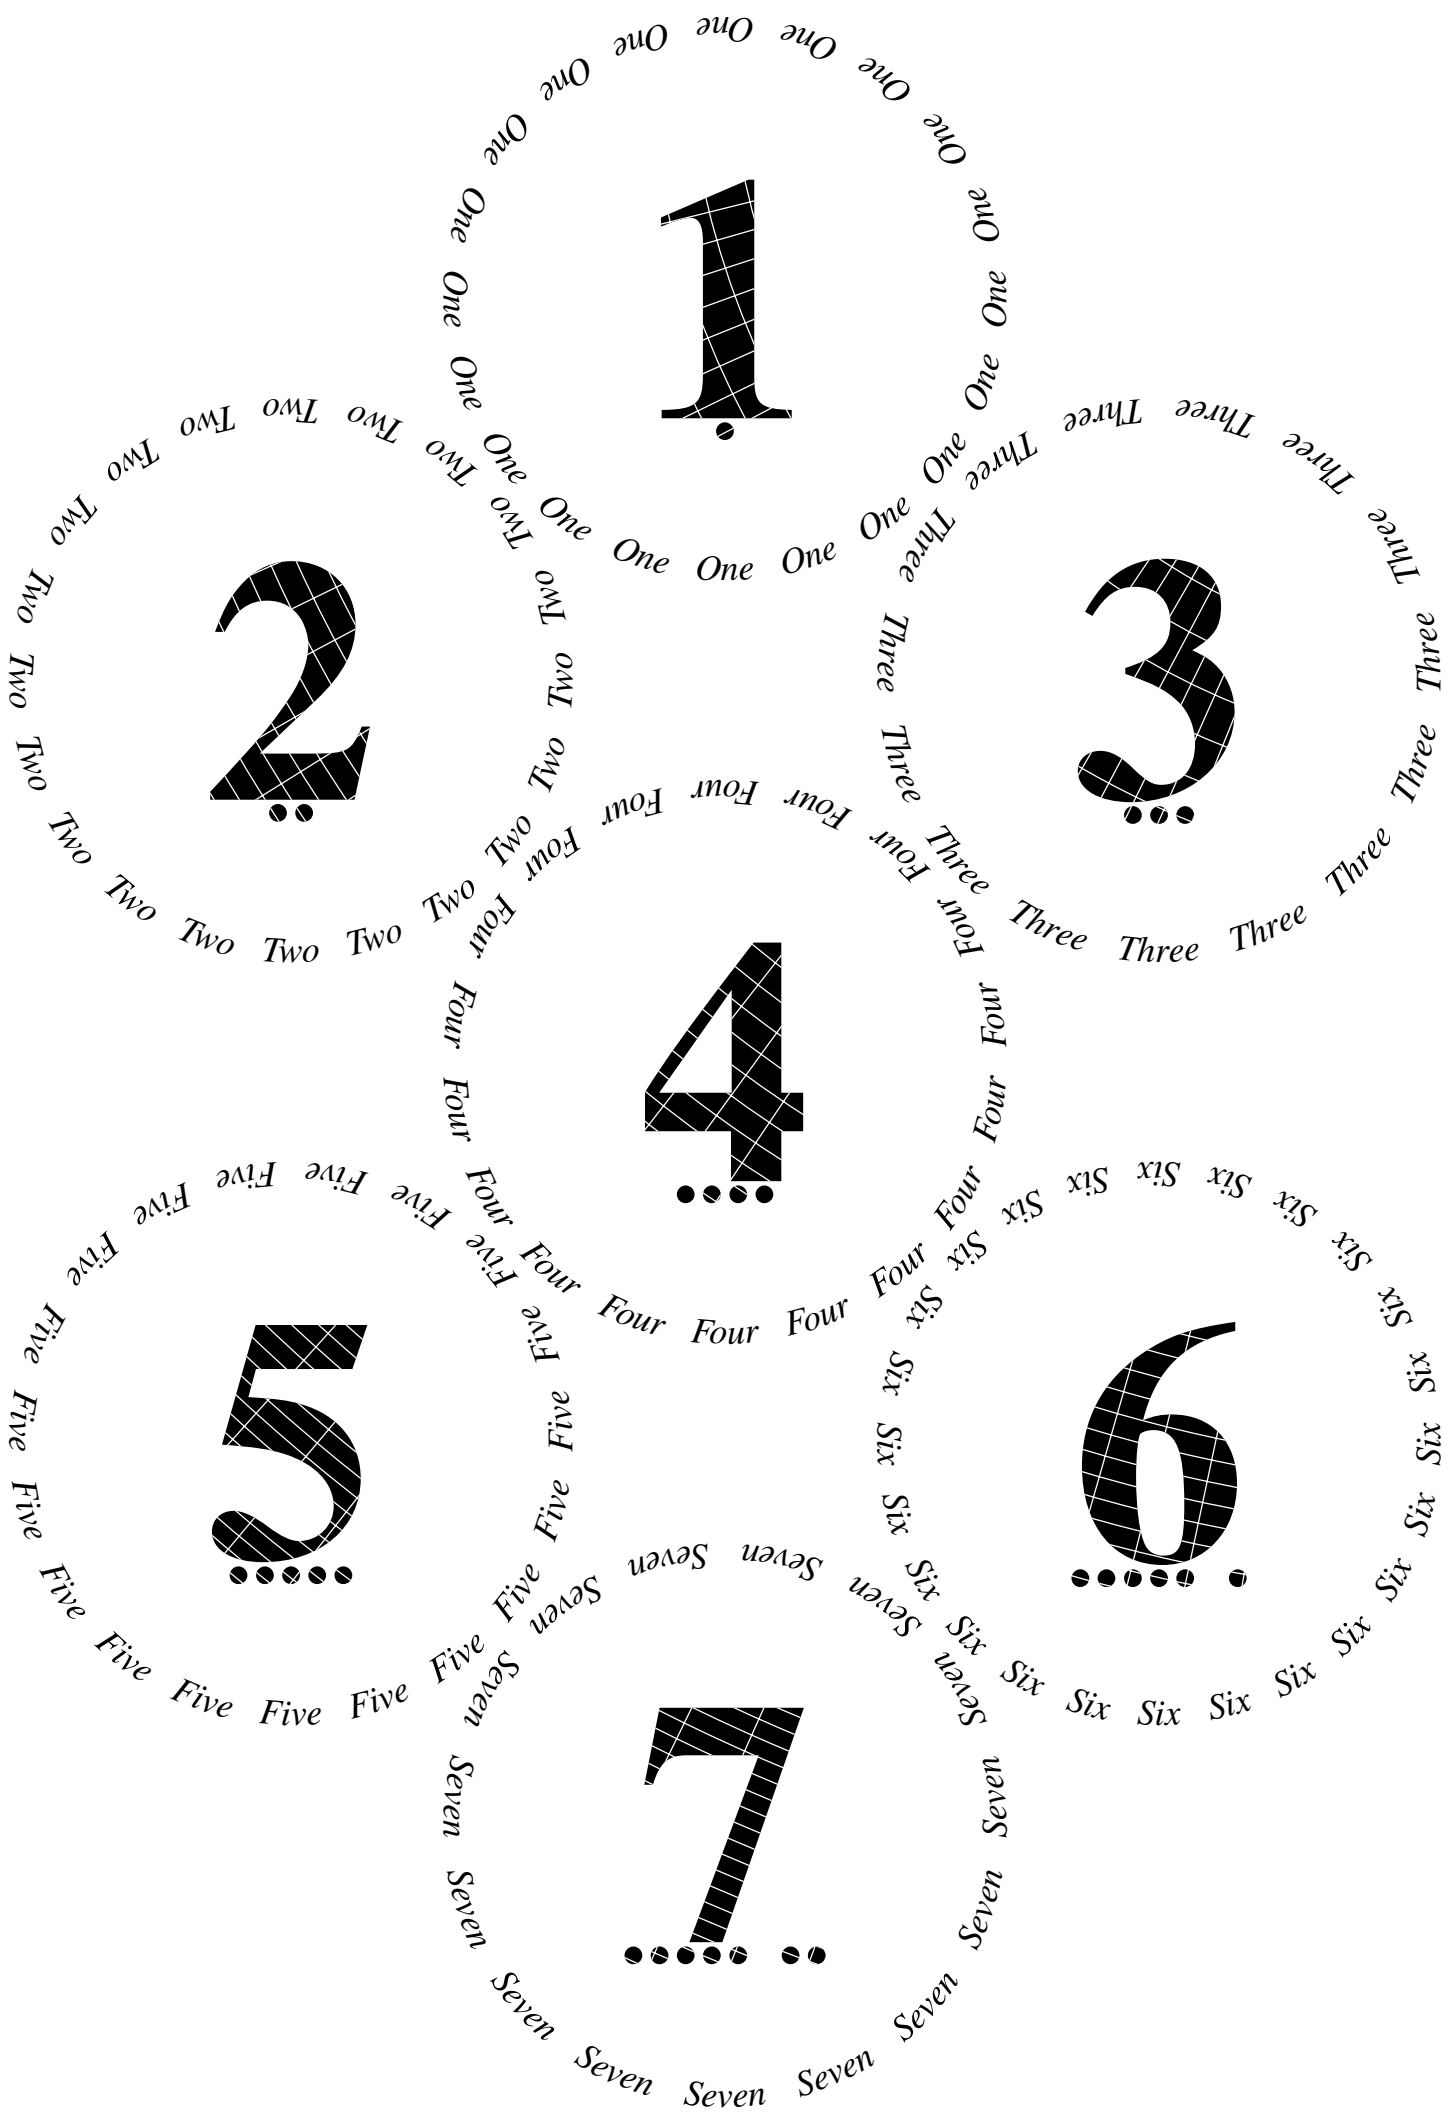 One One One One One One One One One One One One One One One One One One One One
1
Two Two Two Two Two Two Two Two Two Two Two Two Two Two Two Two Two Two Two Two
2
Three Three Three Three Three Three Three Three Three Three Three Three Three Three Three
3
Four Four Four Four Four Four Four Four Four Four Four Four Four Four Four Four Four Four
4
Five Five Five Five Five Five Five Five Five Five Five Five Five Five Five Five Five Five Five
5
Six Six Six Six Six Six Six Six Six Six Six Six Six Six Six Six Six Six Six Six Six Six Six Six
6
Seven Seven Seven Seven Seven Seven Seven Seven Seven Seven Seven Seven Seven Seven Seven
7